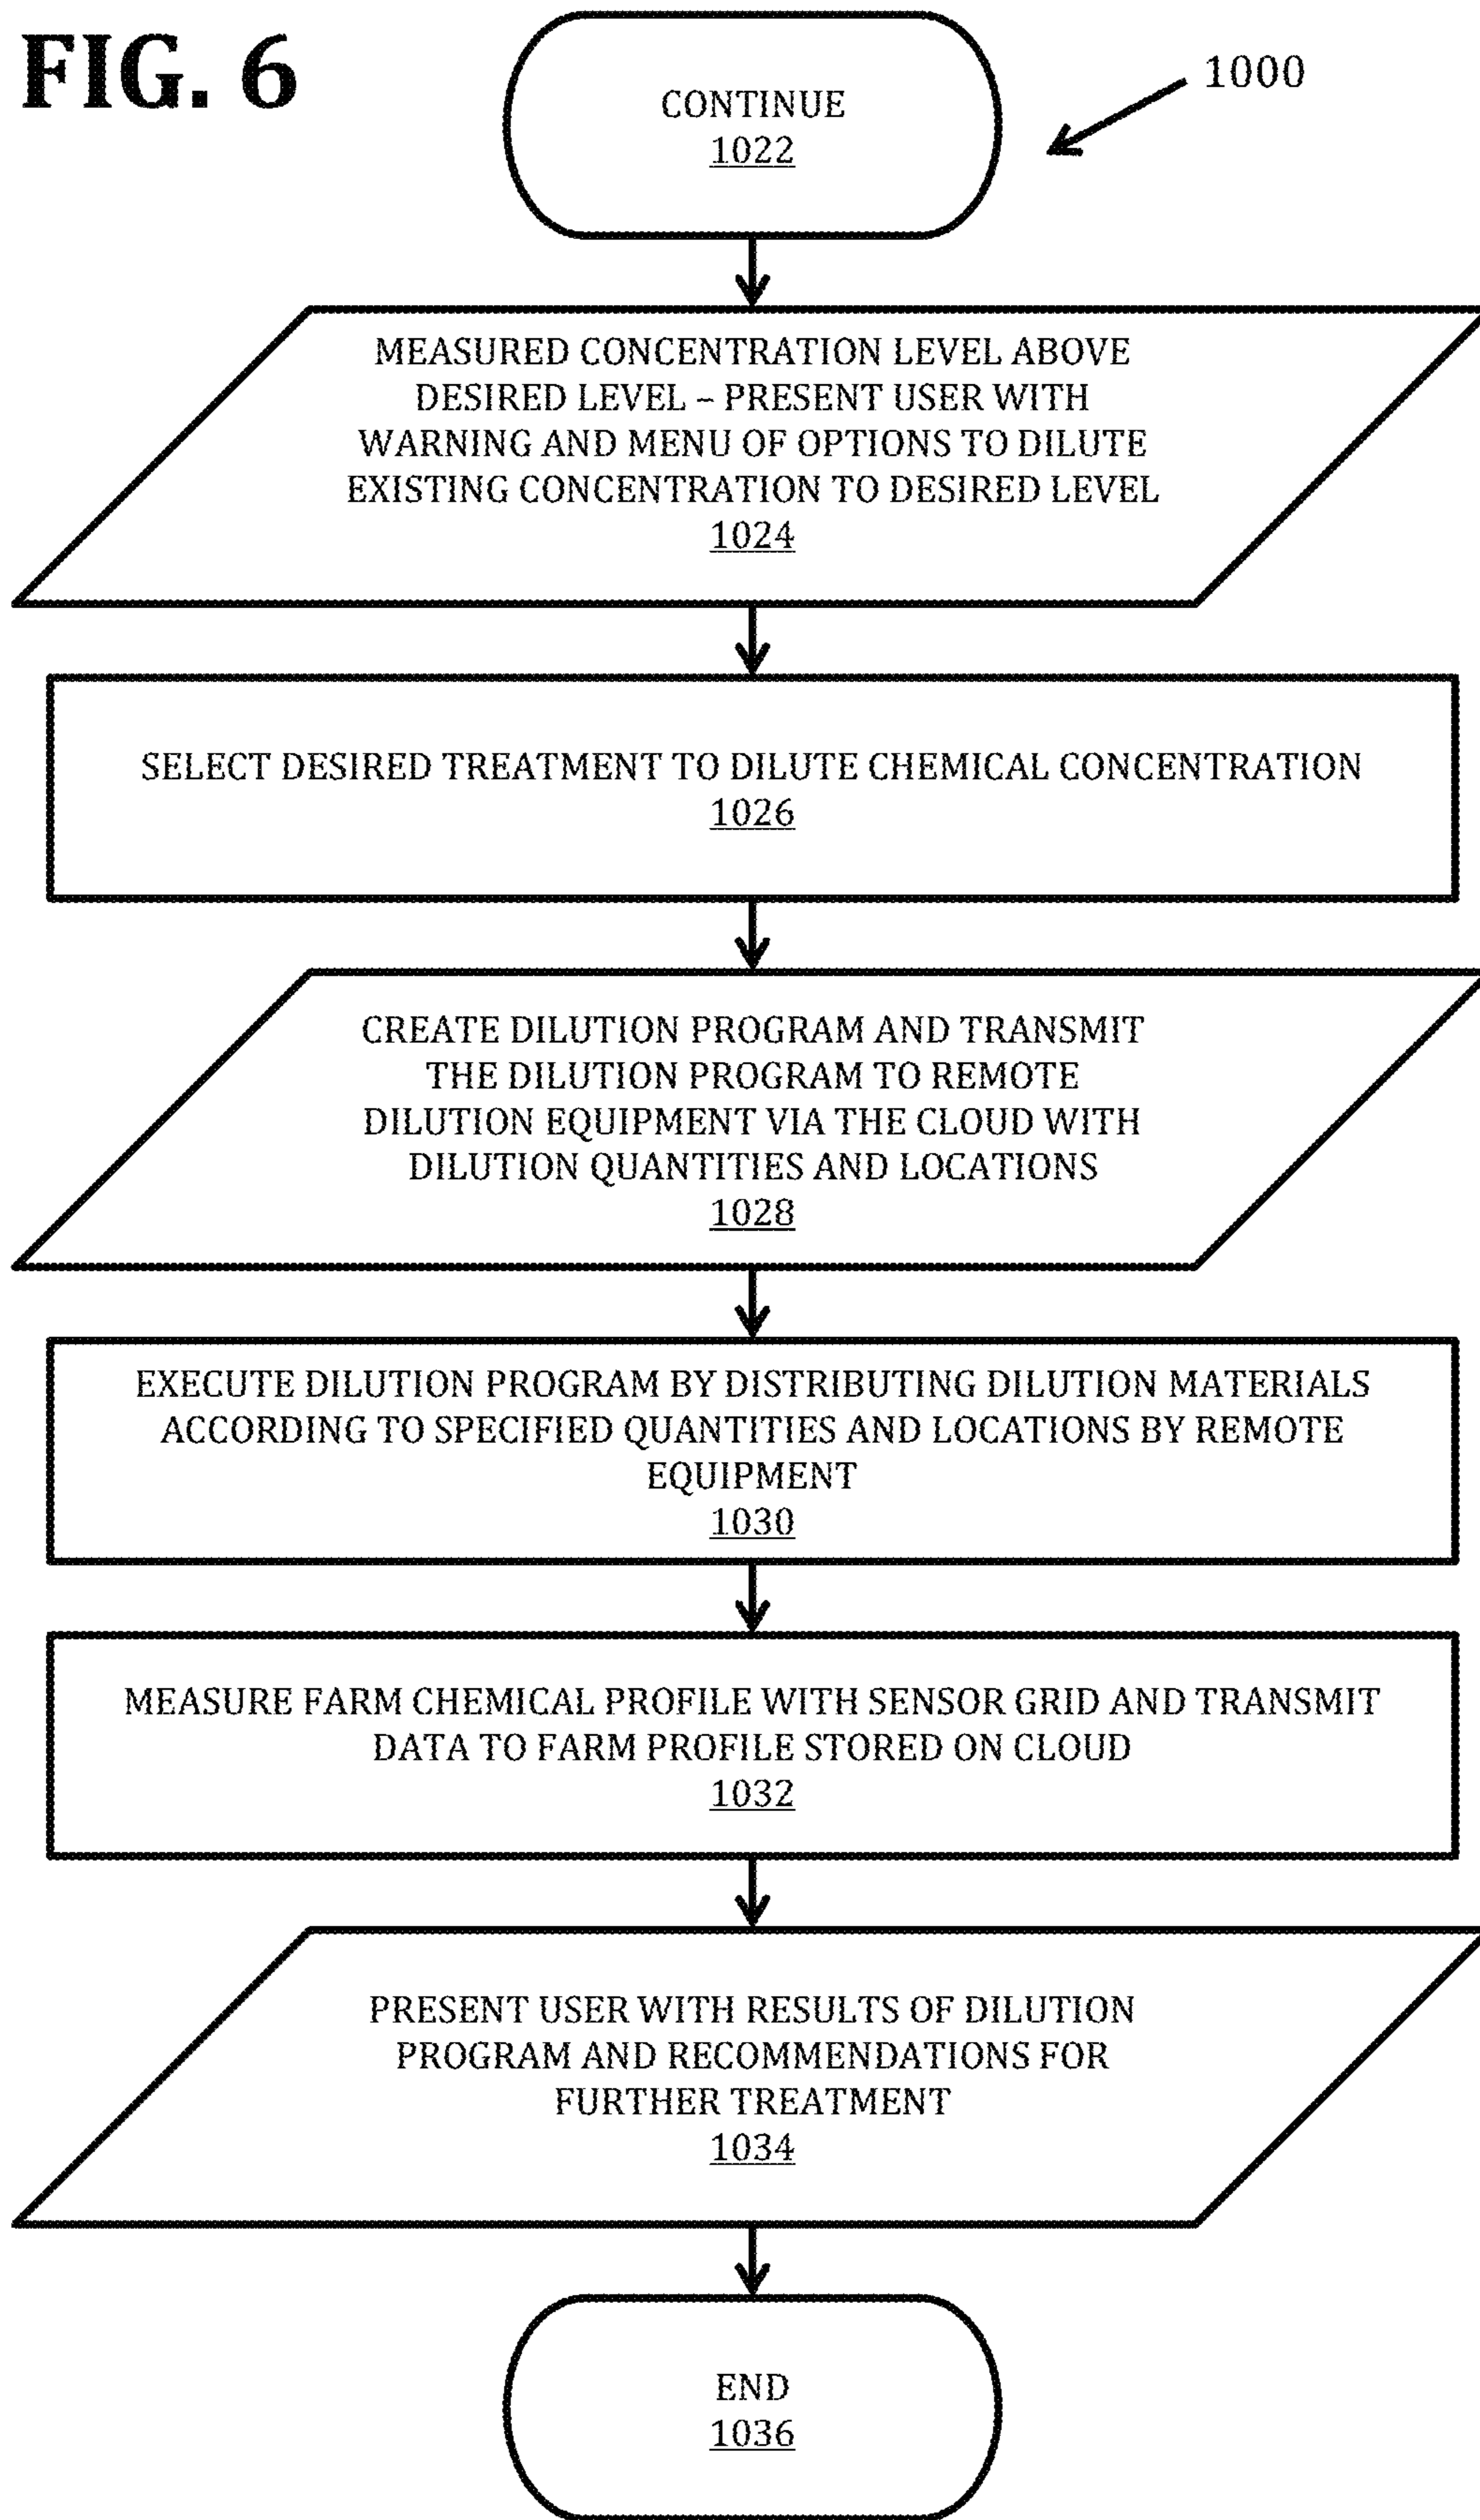 FIG. 6
1000
CONTINUE
1022
MEASURED CONCENTRATION LEVEL ABOVE
DESIRED LEVEL – PRESENT USER WITH
WARNING AND MENU OF OPTIONS TO DILUTE
EXISTING CONCENTRATION TO DESIRED LEVEL
1024
SELECT DESIRED TREATMENT TO DILUTE CHEMICAL CONCENTRATION
1026
CREATE DILUTION PROGRAM AND TRANSMIT
THE DILUTION PROGRAM TO REMOTE
DILUTION EQUIPMENT VIA THE CLOUD WITH
DILUTION QUANTITIES AND LOCATIONS
1028
EXECUTE DILUTION PROGRAM BY DISTRIBUTING DILUTION MATERIALS
ACCORDING TO SPECIFIED QUANTITIES AND LOCATIONS BY REMOTE
EQUIPMENT
1030
MEASURE FARM CHEMICAL PROFILE WITH SENSOR GRID AND TRANSMIT
DATA TO FARM PROFILE STORED ON CLOUD
1032
PRESENT USER WITH RESULTS OF DILUTION
PROGRAM AND RECOMMENDATIONS FOR
FURTHER TREATMENT
1034
END
1036